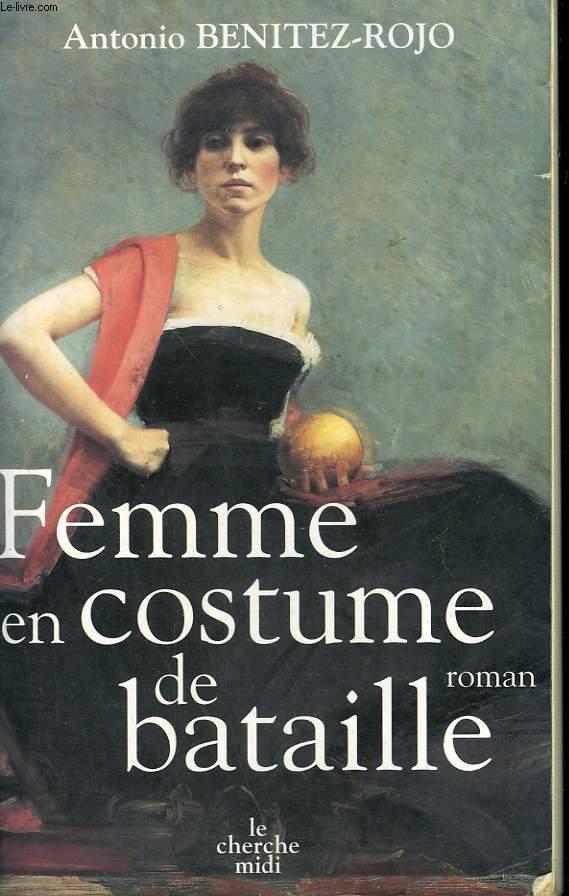 Le-livre.com
Antonio BENITEZ-ROJO
Femme
en costume
de
bataille
roman
le
cherche
midi